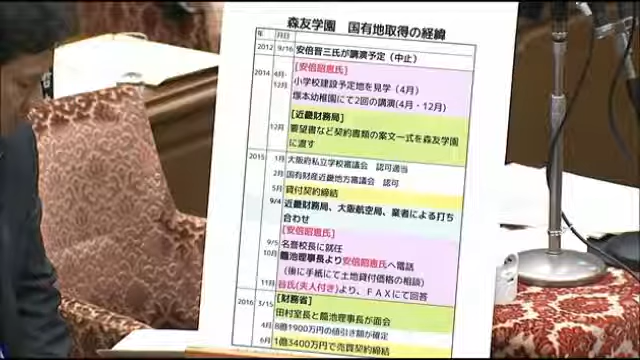 森友学園 国有地取得の経緯
年 月日
2012 9/16 安倍晋三氏が講演予定（中止）
[安倍昭恵氏]
2014 4月・ 小学校建設予定地を見学（4月）
12月 塚本幼稚園にて2回の講演(4月・12月)
[近畿財務局]
12月 要望書など契約書類の案文一式を森友学園
に渡す
2015 1月 大阪府私立学校審議会 認可適当
2月 国有財産近畿地方審議会 認可
5月 貸付契約締結
9/4 近畿財務局、大阪航空局、業者による打ち
合わせ
[安倍昭恵氏]
9/5 名誉校長に就任
10月 籠池理事長より安倍昭恵氏へ電話
（後に手紙にて土地貸付価格の相談）
11月 谷氏(夫人付き)より、FAXにて回答
2016 3/15 [財務省]
田村室長と籠池理事長が面会
4月 8億1900万円の値引き額が確定
6月 1億3400万円で売買契約締結